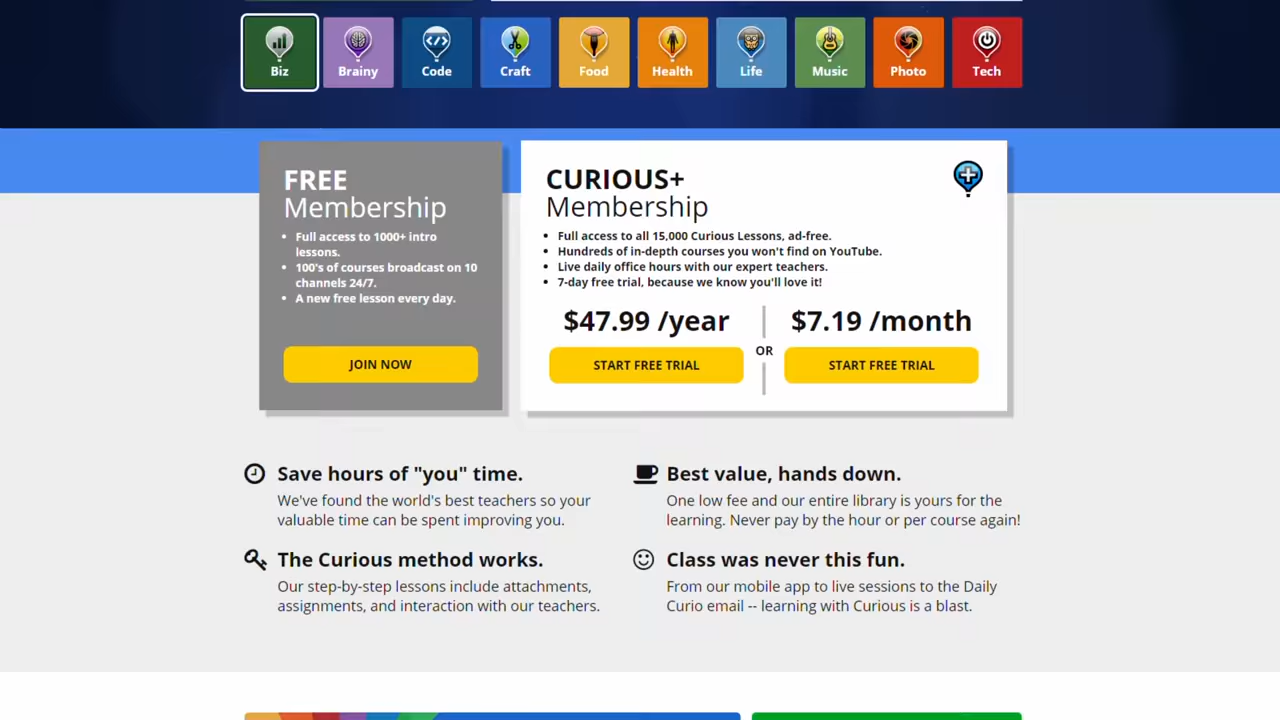 Biz
Brainy
Code
Craft
Food
Health
Life
Music
Photo
Tech
FREE
Membership
• Full access to 1000+ intro
lessons.
• 100's of courses broadcast on 10
channels 24/7.
• A new free lesson every day.
JOIN NOW
CURIOUS+
Membership
• Full access to all 15,000 Curious Lessons, ad-free.
• Hundreds of in-depth courses you won't find on YouTube.
• Live daily office hours with our expert teachers.
• 7-day free trial, because we know you'll love it!
$47.99 /year
START FREE TRIAL
OR
$7.19 /month
START FREE TRIAL
Save hours of "you" time.
We've found the world's best teachers so your
valuable time can be spent improving you.
Best value, hands down.
One low fee and our entire library is yours for the
learning. Never pay by the hour or per course again!
The Curious method works.
Our step-by-step lessons include attachments,
assignments, and interaction with our teachers.
Class was never this fun.
From our mobile app to live sessions to the Daily
Curio email -- learning with Curious is a blast.